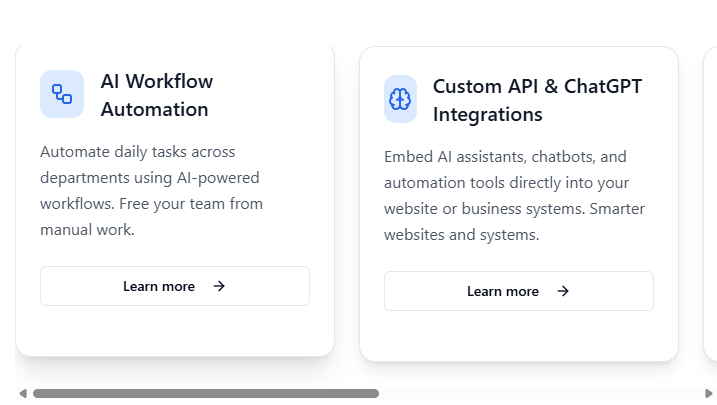 AI Workflow
Automation
Automate daily tasks across
departments using AI-powered
workflows. Free your team from
manual work.
Learn more
Custom API & ChatGPT
Integrations
Embed AI assistants, chatbots, and
automation tools directly into your
website or business systems. Smarter
websites and systems.
Learn more